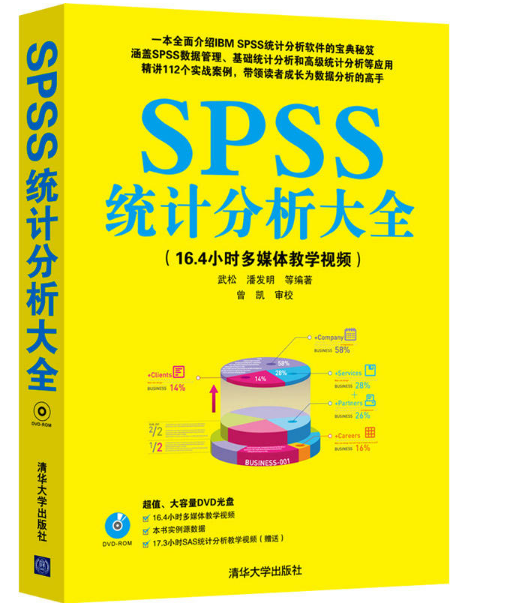 一本全面介绍IBM SPSS统计分析软件的宝典秘笈
涵盖SPSS数据管理、基础统计分析和高级统计分析等应用
精讲112个实战案例，带领读者成长为数据分析的高手
SPSS
统计分析大全
（16.4小时多媒体教学视频）
武松 潘发明 等编著
曾 凯 审校
+Company
BUSINESS 58%
58%
28%
14%
+Clients
BUSINESS 14%
+Services
BUSINESS 28%
+Partners
BUSINESS 26%
+Careers
BUSINESS 16%
2/2
1/2
BUSINESS-001
超值、大容量DVD光盘
16.4小时多媒体教学视频
本书实例源数据
17.3小时SAS统计分析教学视频（赠送）
DVD-ROM
清华大学出版社
SPSS统计分析大全
DVD-ROM
清华大学出版社